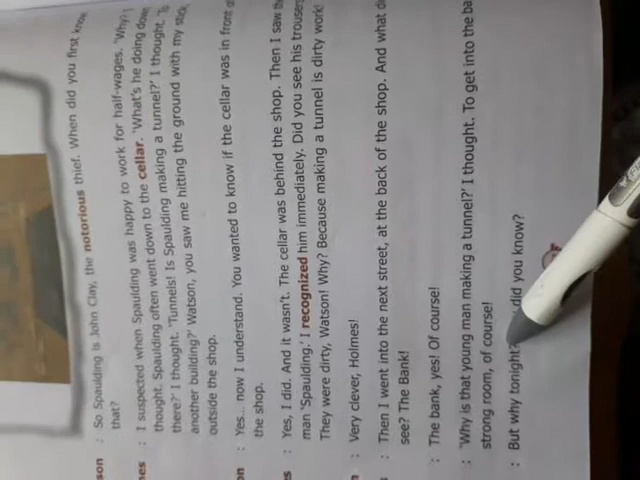 son : So Spaulding is John Clay, the notorious thief. When did you first know
that?
nes : I suspected when Spaulding was happy to work for half-wages. 'Why?' I
thought. Spaulding often went down to the cellar. 'What's he doing down
there?' I thought. 'Tunnels! Is Spaulding making a tunnel?' I thought. 'To
another building?' Watson, you saw me hitting the ground with my stick
outside the shop.
on : Yes... now I understand. You wanted to know if the cellar was in front of
the shop.
es : Yes, I did. And it wasn't. The cellar was behind the shop. Then I saw the
man 'Spaulding.' I recognized him immediately. Did you see his trousers
They were dirty, Watson! Why? Because making a tunnel is dirty work!
: Very clever, Holmes!
: Then I went into the next street, at the back of the shop. And what di
see? The Bank!
: The bank, yes! Of course!
: 'Why is that young man making a tunnel?' I thought. To get into the ba
strong room, of course!
: But why tonight did you know?